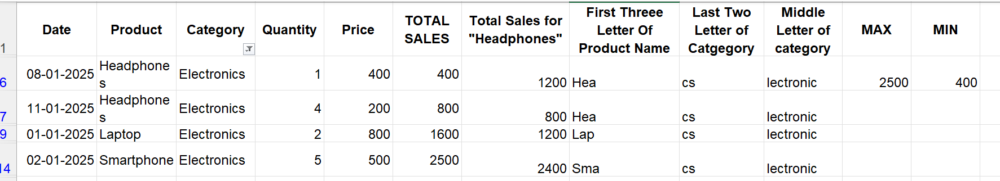 1 Date Product Category Quantity Price TOTAL SALES Total Sales for "Headphones" First Threee Letter Of Product Name Last Two Letter of Catgegory Middle Letter of category MAX MIN
6 08-01-2025 Headphones Electronics 1 400 400 1200 Hea cs lectronic 2500 400
7 11-01-2025 Headphones Electronics 4 200 800 800 Hea cs lectronic
9 01-01-2025 Laptop Electronics 2 800 1600 1200 Lap cs lectronic
14 02-01-2025 Smartphone Electronics 5 500 2500 2400 Sma cs lectronic